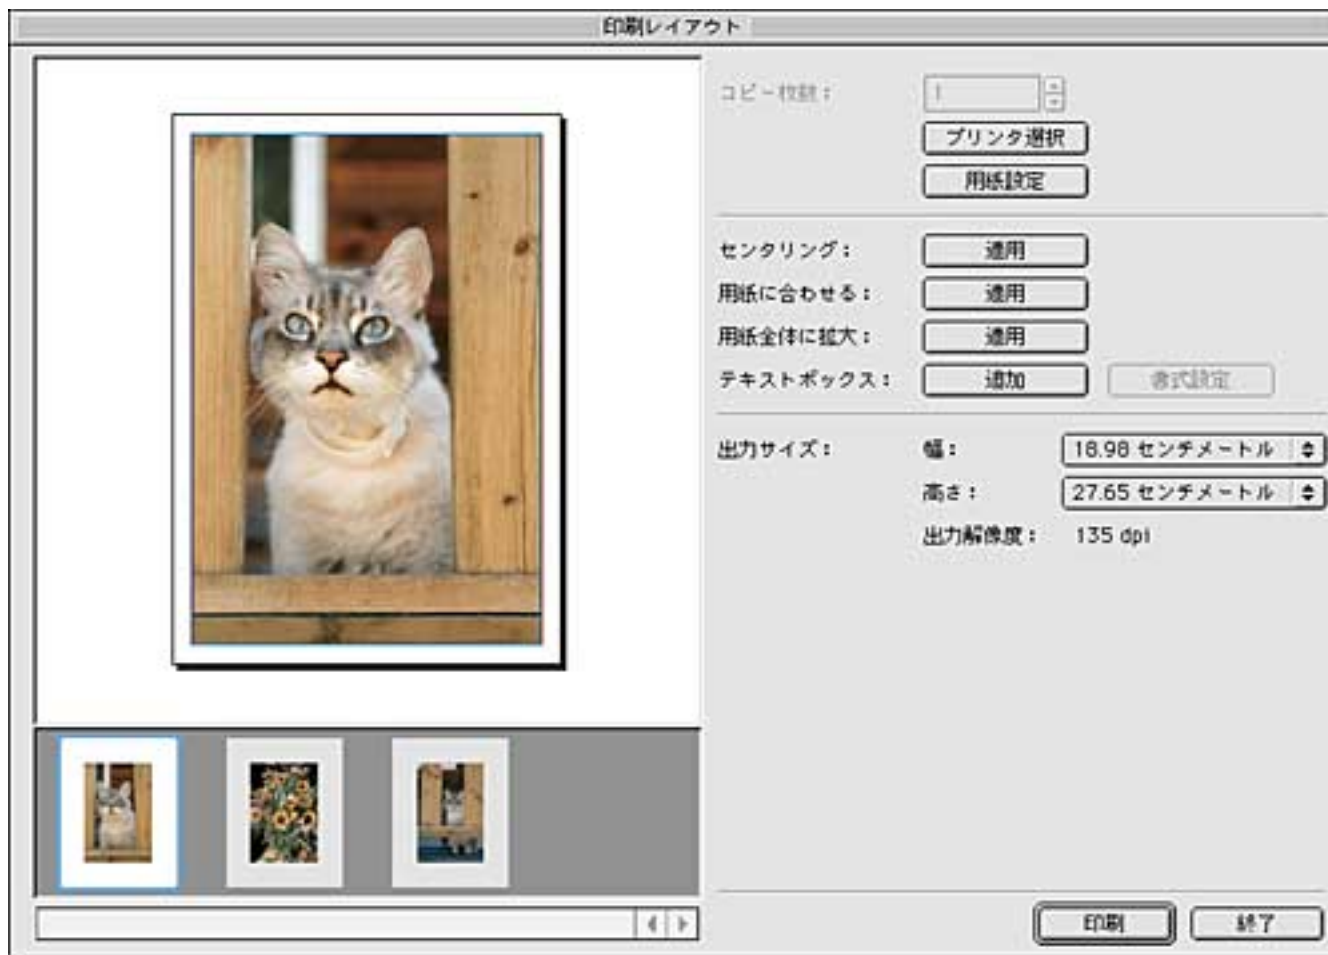 印刷レイアウト
コピー枚数： 1
プリンタ選択
用紙設定
センタリング： 適用
用紙に合わせる： 適用
用紙全体に拡大： 適用
テキストボックス： 追加 書式設定
出力サイズ： 幅： 18.98 センチメートル
高さ： 27.65 センチメートル
出力解像度： 135 dpi
印刷 終了